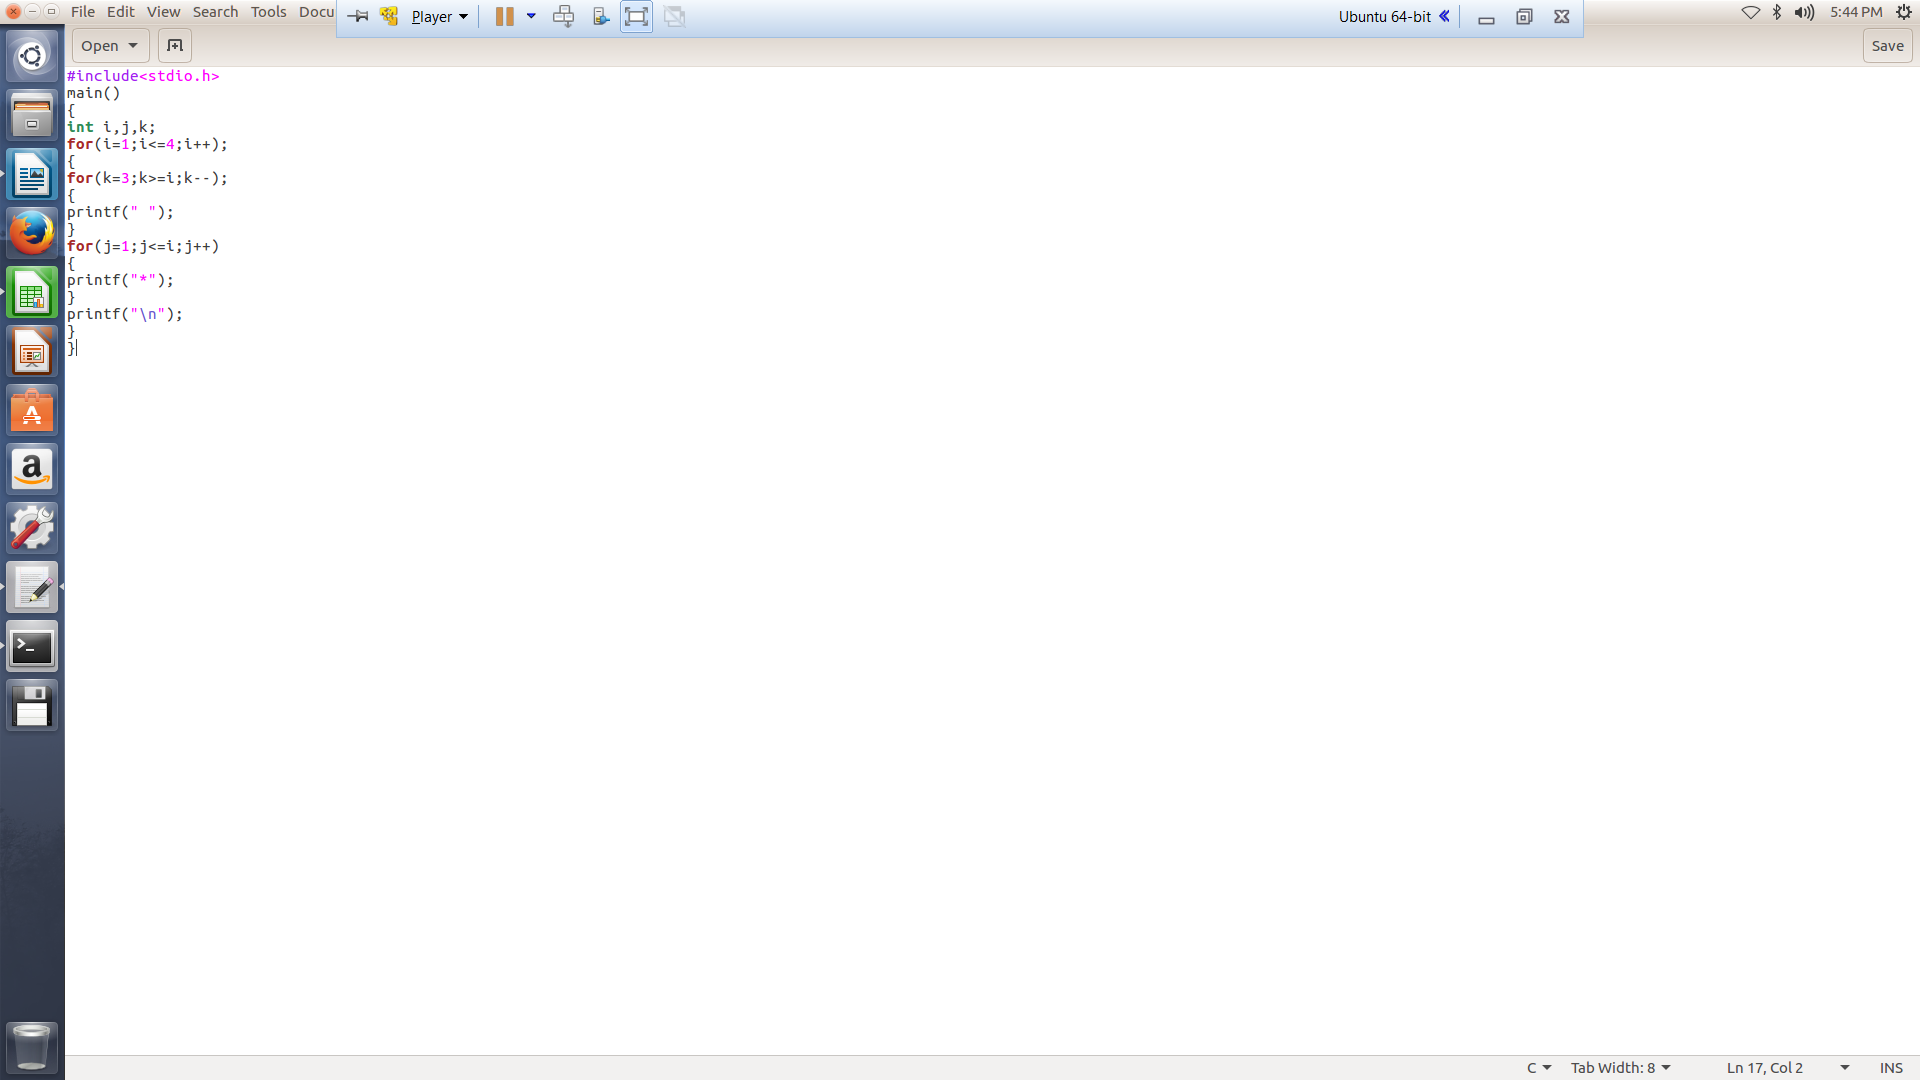 File Edit View Search Tools Docu Player Ubuntu 64-bit 5:44 PM
Open Save
#include<stdio.h>
main()
{
int i,j,k;
for(i=1;i<=4;i++);
{
for(k=3;k>=i;k--);
{
printf(" ");
}
for(j=1;j<=i;j++)
{
printf("*");
}
printf("\n");
}
}
C Tab Width: 8 Ln 17, Col 2 INS